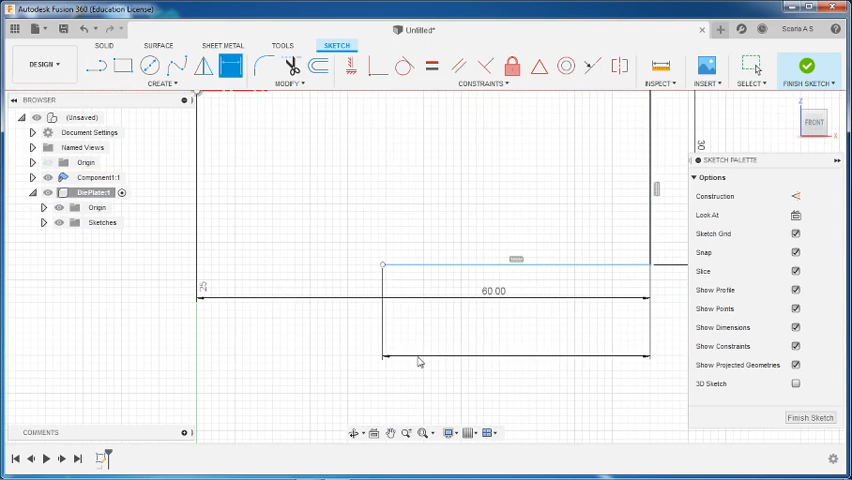 Autodesk Fusion 360 (Education License)
Untitled*
Scaria A S
DESIGN
SOLID
SURFACE
SHEET METAL
TOOLS
SKETCH
CREATE
MODIFY
CONSTRAINTS
INSPECT
INSERT
SELECT
FINISH SKETCH
BROWSER
(Unsaved)
Document Settings
Named Views
Origin
Component1:1
DiePlate:1
Origin
Sketches
Z
FRONT
X
30
25
60.00
SKETCH PALETTE
Options
Construction
Look At
Sketch Grid
Snap
Slice
Show Profile
Show Points
Show Dimensions
Show Constraints
Show Projected Geometries
3D Sketch
Finish Sketch
COMMENTS